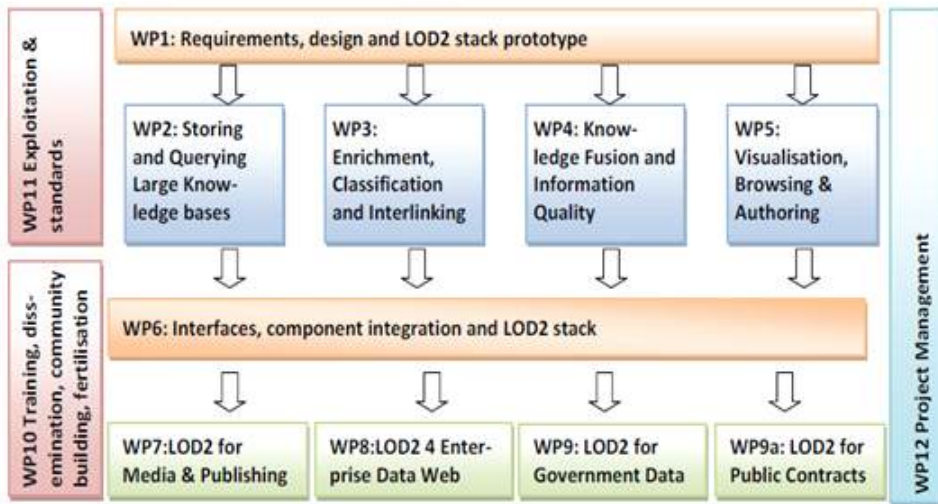 WP11 Exploitation &
standards
WP1: Requirements, design and LOD2 stack prototype
WP2: Storing
and Querying
Large Know-
ledge bases
WP3:
Enrichment,
Classification
and Interlinking
WP4: Know-
ledge Fusion and
Information
Quality
WP5:
Visualisation,
Browsing &
Authoring
WP10 Training, diss-
emination, community
building, fertilisation
WP6: Interfaces, component integration and LOD2 stack
WP7:LOD2 for
Media & Publishing
WP8:LOD2 4 Enter-
prise Data Web
WP9: LOD2 for
Government Data
WP9a: LOD2 for
Public Contracts
WP12 Project Management